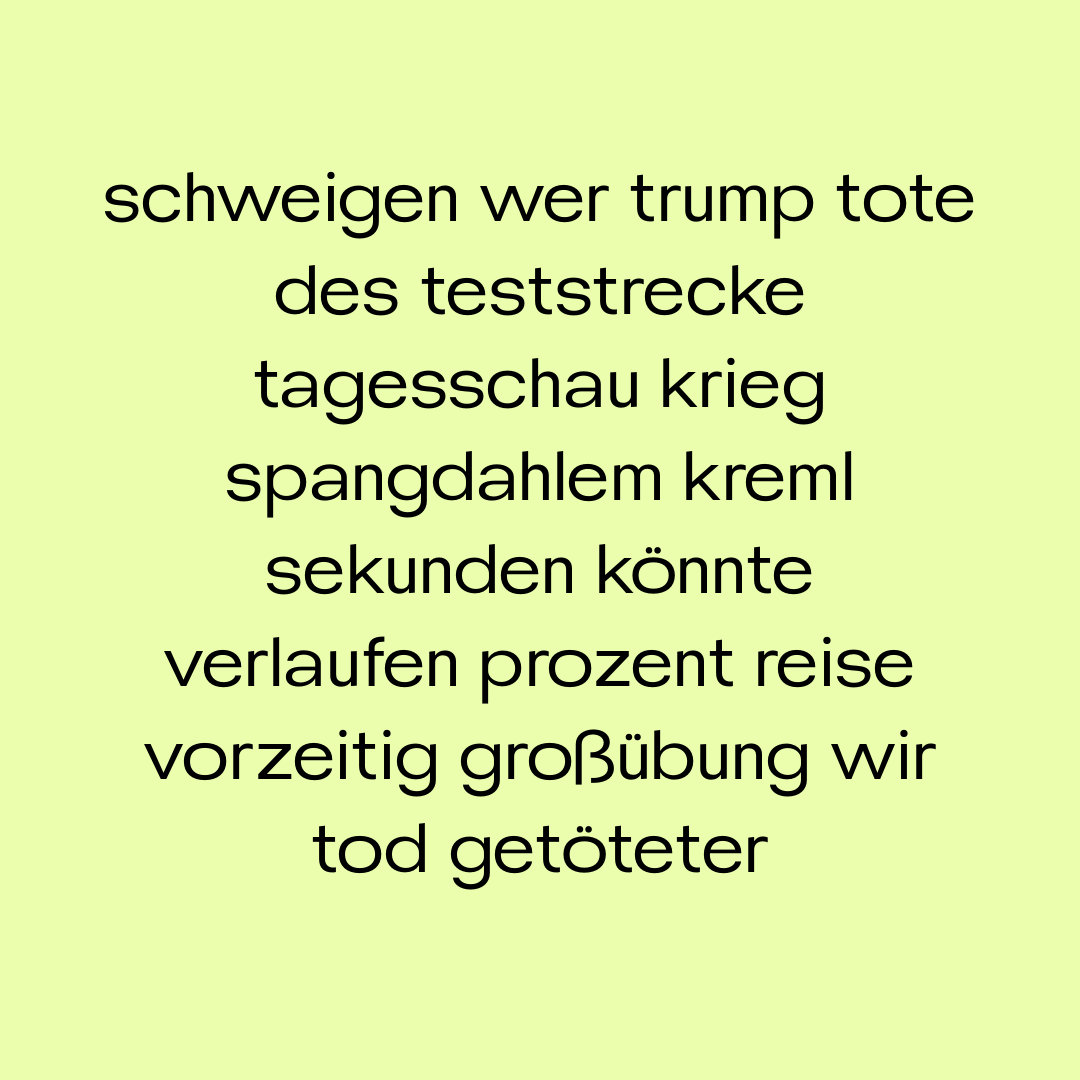 schweigen wer trump tote
des teststrecke
tagesschau krieg
spangdahlem kreml
sekunden könnte
verlaufen prozent reise
vorzeitig großübung wir
tod getöteter